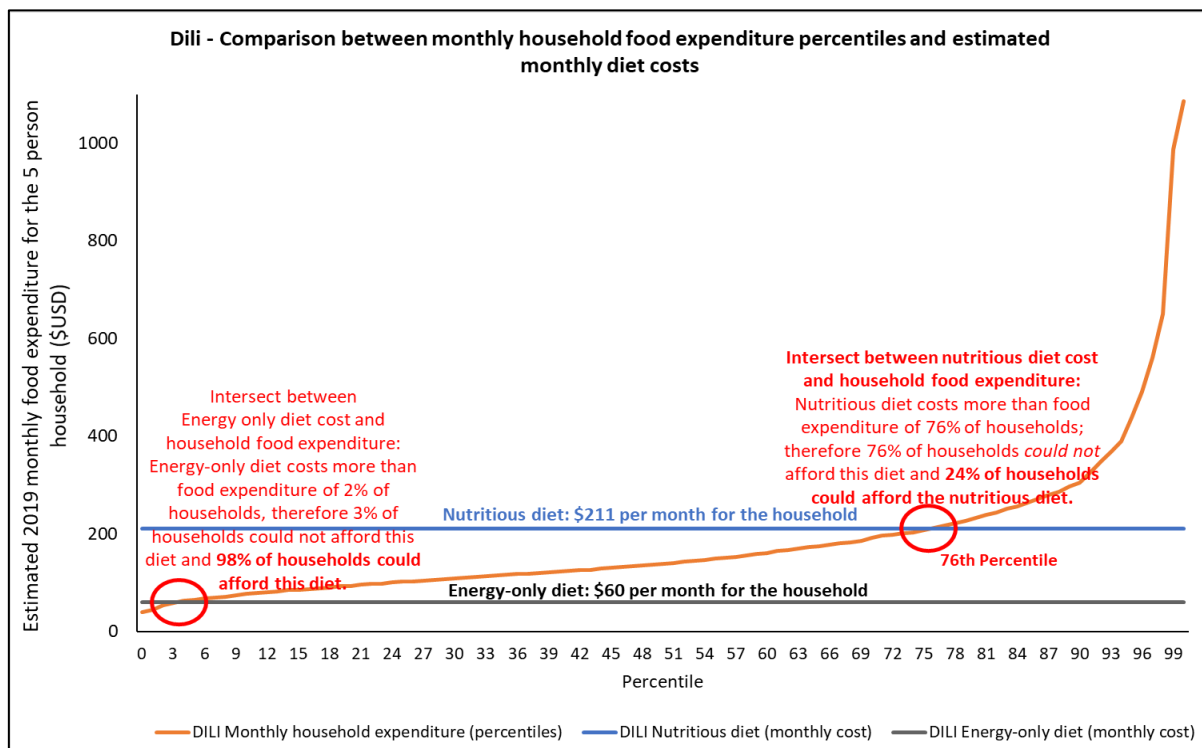 Dili - Comparison between monthly household food expenditure percentiles and estimated
monthly diet costs
Estimated 2019 monthly food expenditure for the 5 person
household ($USD)
1000
800
600
400
200
0
Intersect between
Energy only diet cost and
household food expenditure:
Energy-only diet costs more than
food expenditure of 2% of
households, therefore 3% of
households could not afford this
diet and 98% of households could
afford this diet.
Intersect between nutritious diet cost
and household food expenditure:
Nutritious diet costs more than food
expenditure of 76% of households;
therefore 76% of households could not
afford this diet and 24% of households
could afford the nutritious diet.
Nutritious diet: $211 per month for the household
76th Percentile
Energy-only diet: $60 per month for the household
0 3 6 9 12 15 18 21 24 27 30 33 36 39 42 45 48 51 54 57 60 63 66 69 72 75 78 81 84 87 90 93 96 99
Percentile
DILI Monthly household expenditure (percentiles) DILI Nutritious diet (monthly cost) DILI Energy-only diet (monthly cost)